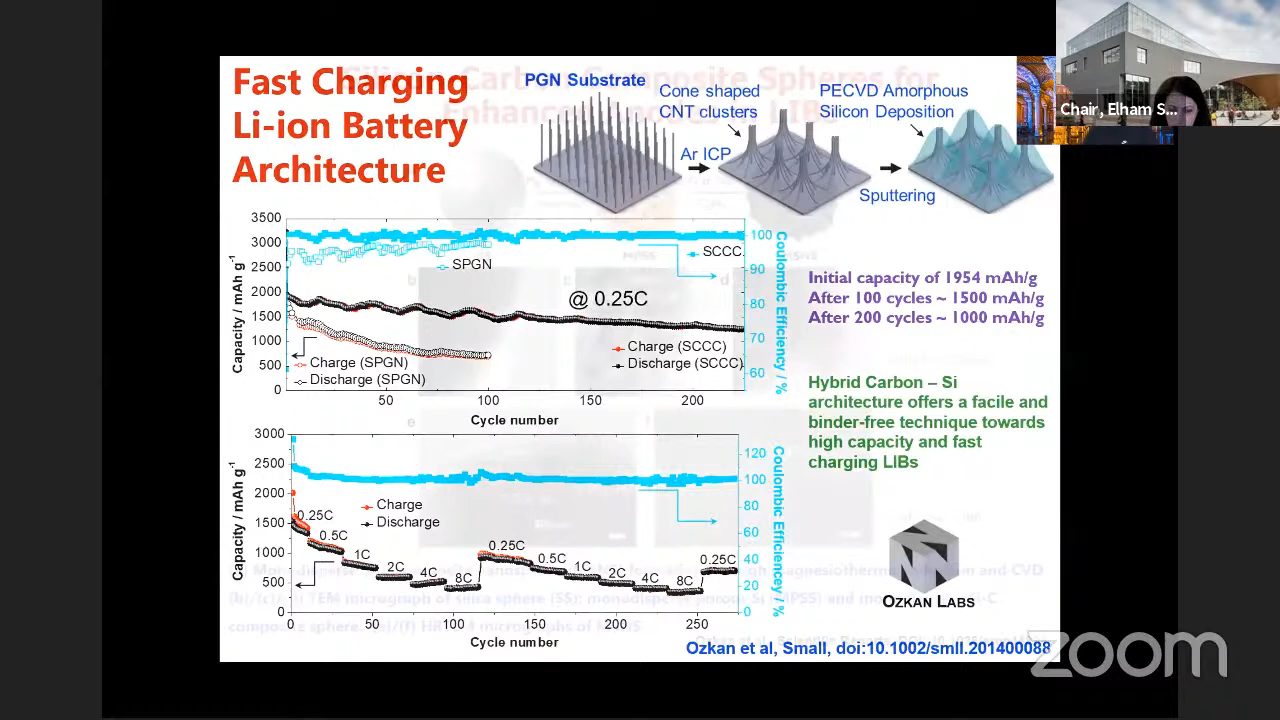 Fast Charging
Li-ion Battery
Architecture
PGN Substrate
Cone shaped
CNT clusters
PECVD Amorphous
Silicon Deposition
Ar ICP
Sputtering
Chair, Elham S...
3500
3000
2500
2000
1500
1000
500
0
Capacity / mAh g⁻¹
100
90
80
70
60
Coulombic Efficiency / %
SCCC
SPGN
@ 0.25C
Charge (SPGN)
Discharge (SPGN)
Charge (SCCC)
Discharge (SCCC)
50
100
150
200
Cycle number
Initial capacity of 1954 mAh/g
After 100 cycles ~ 1500 mAh/g
After 200 cycles ~ 1000 mAh/g
Hybrid Carbon – Si
architecture offers a facile and
binder-free technique towards
high capacity and fast
charging LIBs
3000
2500
2000
1500
1000
500
0
Capacity / mAh g⁻¹
120
100
80
60
40
20
0
Coulombic Efficiencey / %
Charge
Discharge
0.25C
0.5C
1C
2C
4C
8C
0.25C
0.5C
1C
2C
4C
8C
0.25C
0
50
100
150
200
250
Cycle number
OZKAN LABS
Ozkan et al, Small, doi:10.1002/smll.201400088
zoom